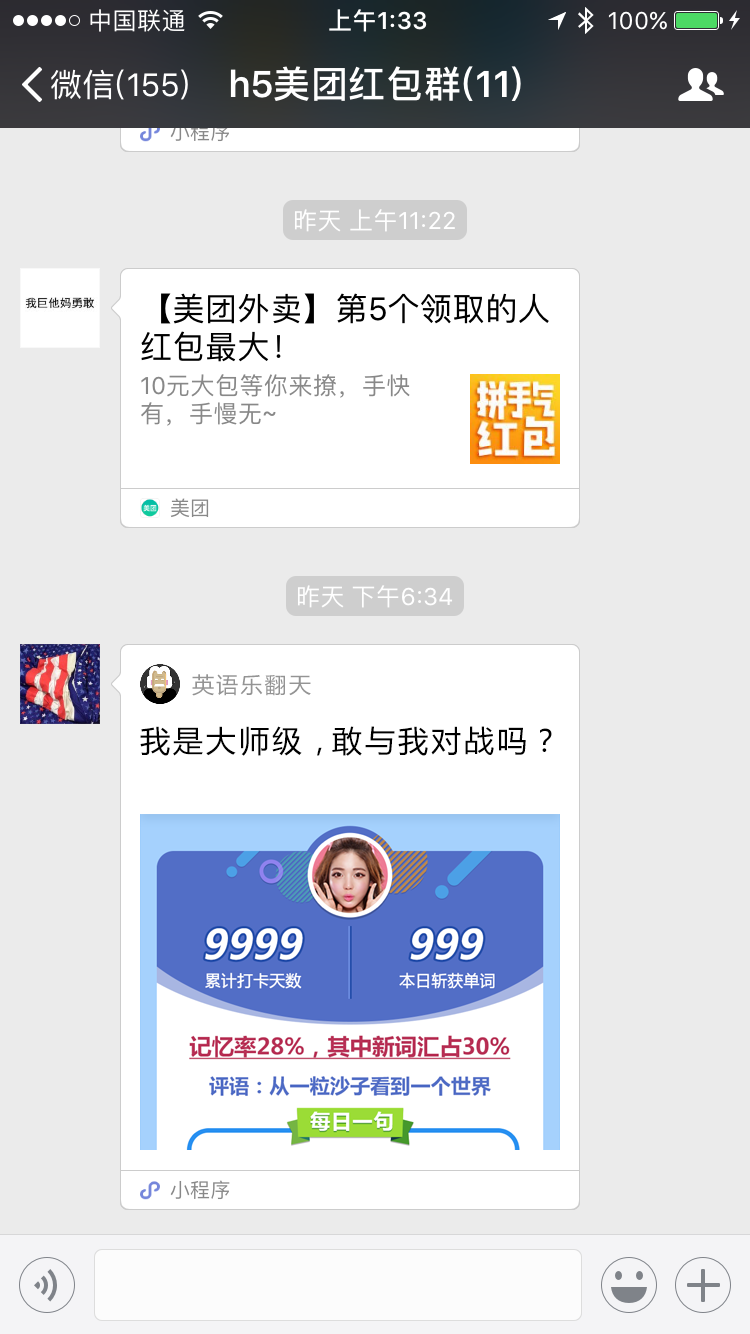 中国联通
上午1:33
100%
微信(155)
h5美团红包群(11)
小程序
昨天 上午11:22
我巨他妈勇敢
【美团外卖】第5个领取的人
红包最大！
10元大包等你来撩，手快
有，手慢无~
拼手气
红包
美团
美团
昨天 下午6:34
英语乐翻天
我是大师级，敢与我对战吗？
9999
累计打卡天数
999
本日斩获单词
记忆率28%，其中新词汇占30%
评语：从一粒沙子看到一个世界
每日一句
小程序